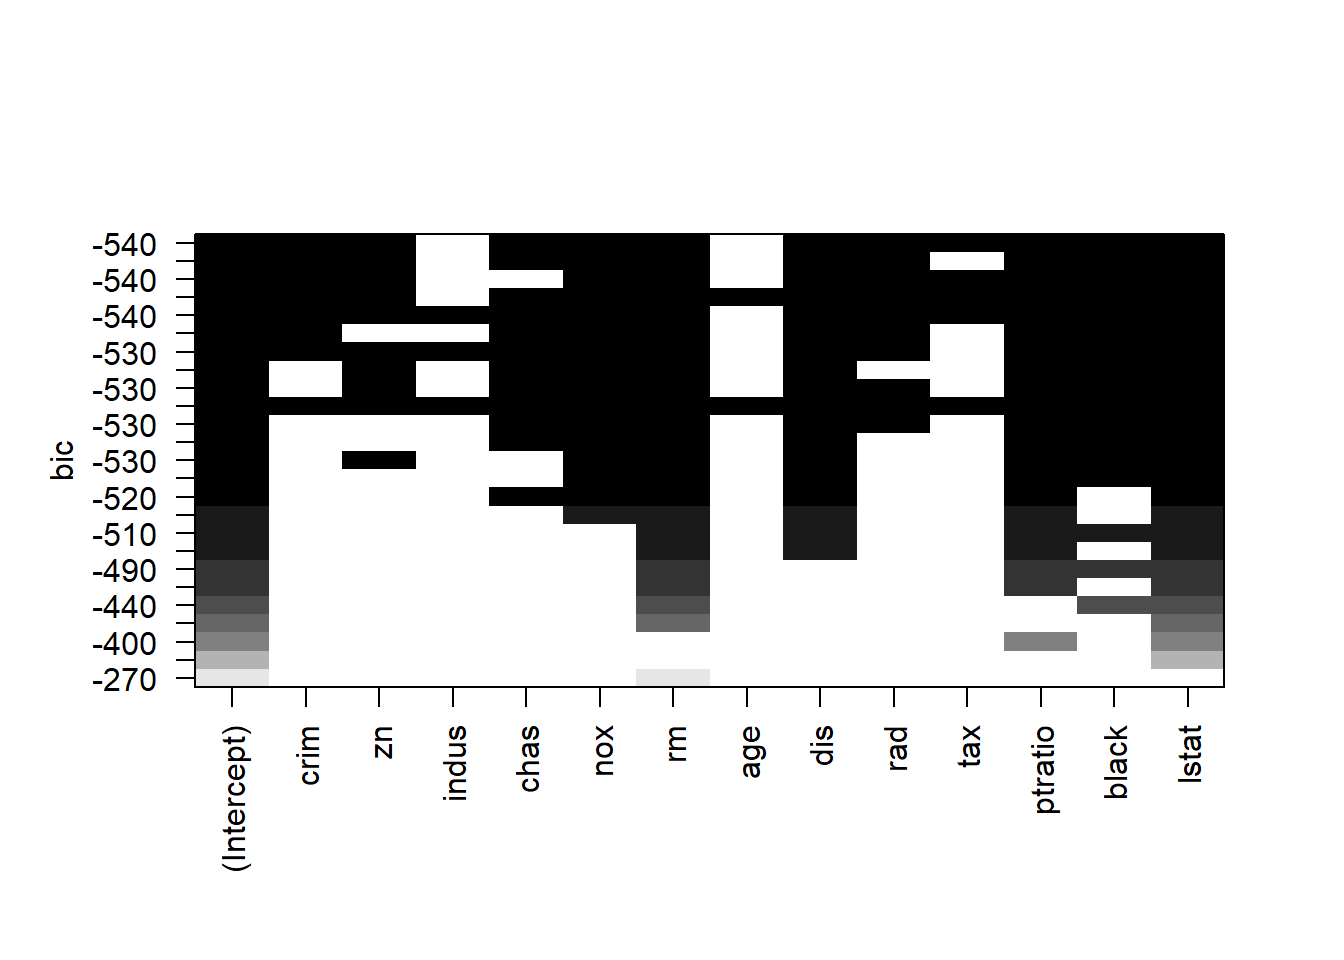 -540
-540
-540
-530
-530
-530
-530
-520
-510
-490
-440
-400
-270
bic
(Intercept)
crim
zn
indus
chas
nox
rm
age
dis
rad
tax
ptratio
black
lstat